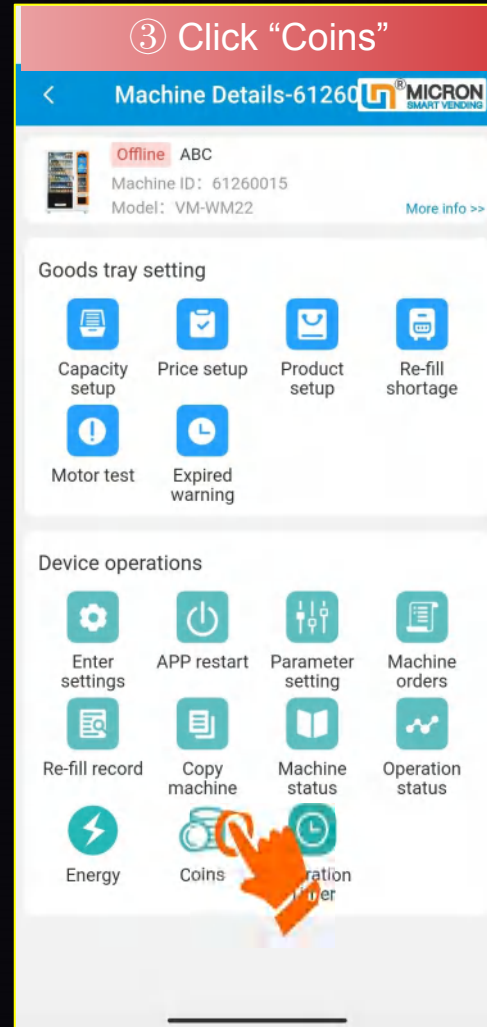 ③ Click “Coins”
Machine Details-61260
®MICRON
SMART VENDING
Offline ABC
Machine ID: 61260015
Model: VM-WM22
More info >>
Goods tray setting
Capacity
setup
Price setup
Product
setup
Re-fill
shortage
Motor test
Expired
warning
Device operations
Enter
settings
APP restart
Parameter
setting
Machine
orders
Re-fill record
Copy
machine
Machine
status
Operation
status
Energy
Coins